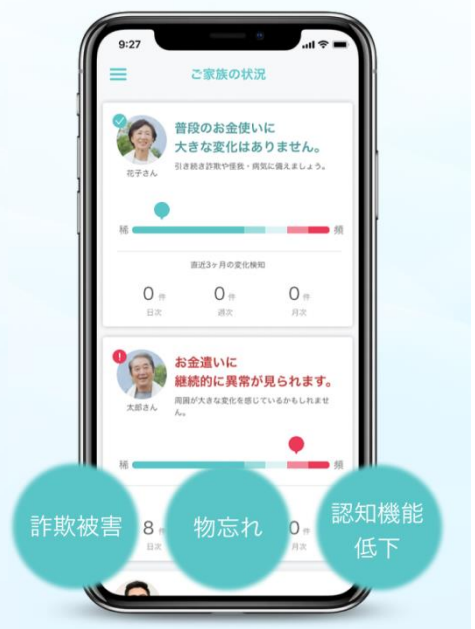 9:27
ご家族の状況
普段のお金使いに
大きな変化はありません。
引き続き詐欺や怪我・病気に備えましょう。
花子さん
稀
頻
直近3ヶ月の変化検知
0 件
0 件
0 件
日次
週次
月次
お金遣いに
継続的に異常が見られます。
周囲が大きな変化を感じているかもしれませ
ん。
太郎さん
稀
頻
詐欺被害
8 件
物忘れ
0 件
認知機能
低下
日次
月次